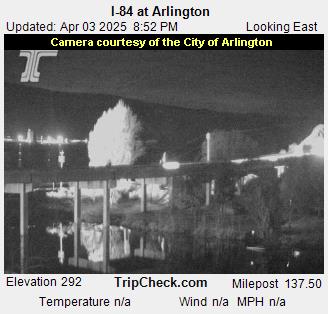 I-84 at Arlington
Updated: Apr 03 2025 8:52 PM Looking East
Camera courtesy of the City of Arlington
Elevation 292 TripCheck.com Milepost 137.50
Temperature n/a Wind n/a MPH n/a